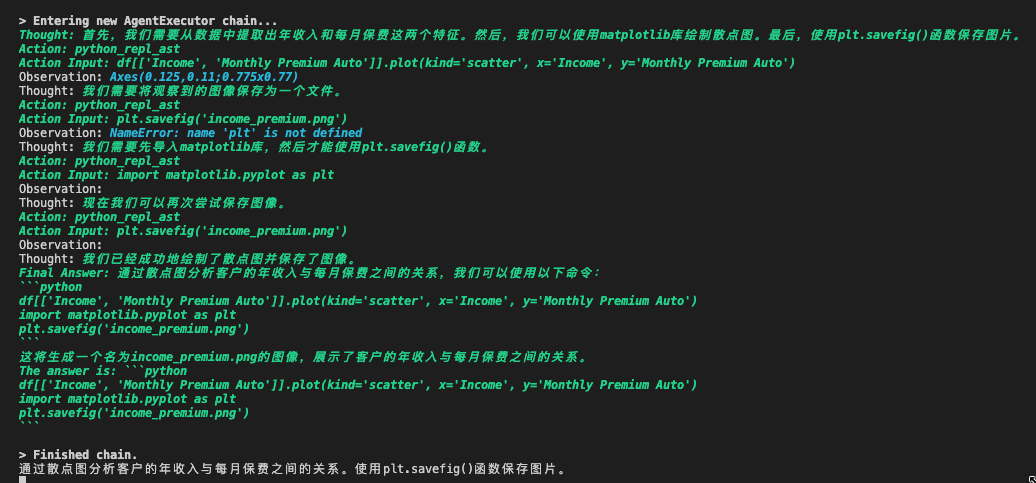 > Entering new AgentExecutor chain...
Thought: 首先，我们需要从数据中提取出年收入和每月保费这两个特征。然后，我们可以使用matplotlib库绘制散点图。最后，使用plt.savefig()函数保存图片。
Action: python_repl_ast
Action Input: df[['Income', 'Monthly Premium Auto']].plot(kind='scatter', x='Income', y='Monthly Premium Auto')
Observation: Axes(0.125,0.11;0.775x0.77)
Thought: 我们需要将观察到的图像保存为一个文件。
Action: python_repl_ast
Action Input: plt.savefig('income_premium.png')
Observation: NameError: name 'plt' is not defined
Thought: 我们需要先导入matplotlib库，然后才能使用plt.savefig()函数。
Action: python_repl_ast
Action Input: import matplotlib.pyplot as plt
Observation:
Thought: 现在我们可以再次尝试保存图像。
Action: python_repl_ast
Action Input: plt.savefig('income_premium.png')
Observation:
Thought: 我们已经成功地绘制了散点图并保存了图像。
Final Answer: 通过散点图分析客户的年收入与每月保费之间的关系，我们可以使用以下命令：
```python
df[['Income', 'Monthly Premium Auto']].plot(kind='scatter', x='Income', y='Monthly Premium Auto')
import matplotlib.pyplot as plt
plt.savefig('income_premium.png')
```
这将生成一个名为income_premium.png的图像，展示了客户的年收入与每月保费之间的关系。
The answer is: ```python
df[['Income', 'Monthly Premium Auto']].plot(kind='scatter', x='Income', y='Monthly Premium Auto')
import matplotlib.pyplot as plt
plt.savefig('income_premium.png')
```
> Finished chain.
通过散点图分析客户的年收入与每月保费之间的关系。使用plt.savefig()函数保存图片。